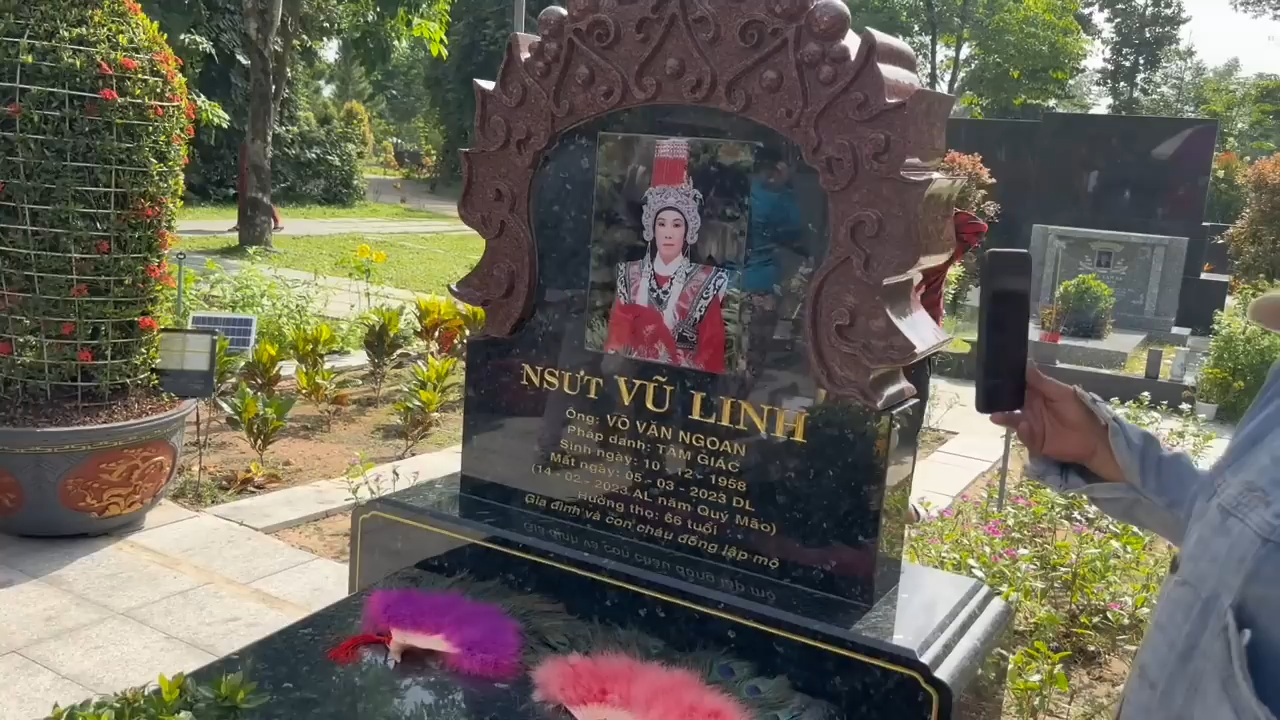 NSƯT VŨ LINH
Ông: VÕ VĂN NGOAN
Pháp danh: TÂM GIÁC
Sinh ngày: 10 - 12 - 1958
Mất ngày: 05 - 03 - 2023 DL
(14 - 02 - 2023 AL năm Quý Mão)
Hưởng thọ: 66 tuổi
Gia đình và con cháu đồng lập mộ